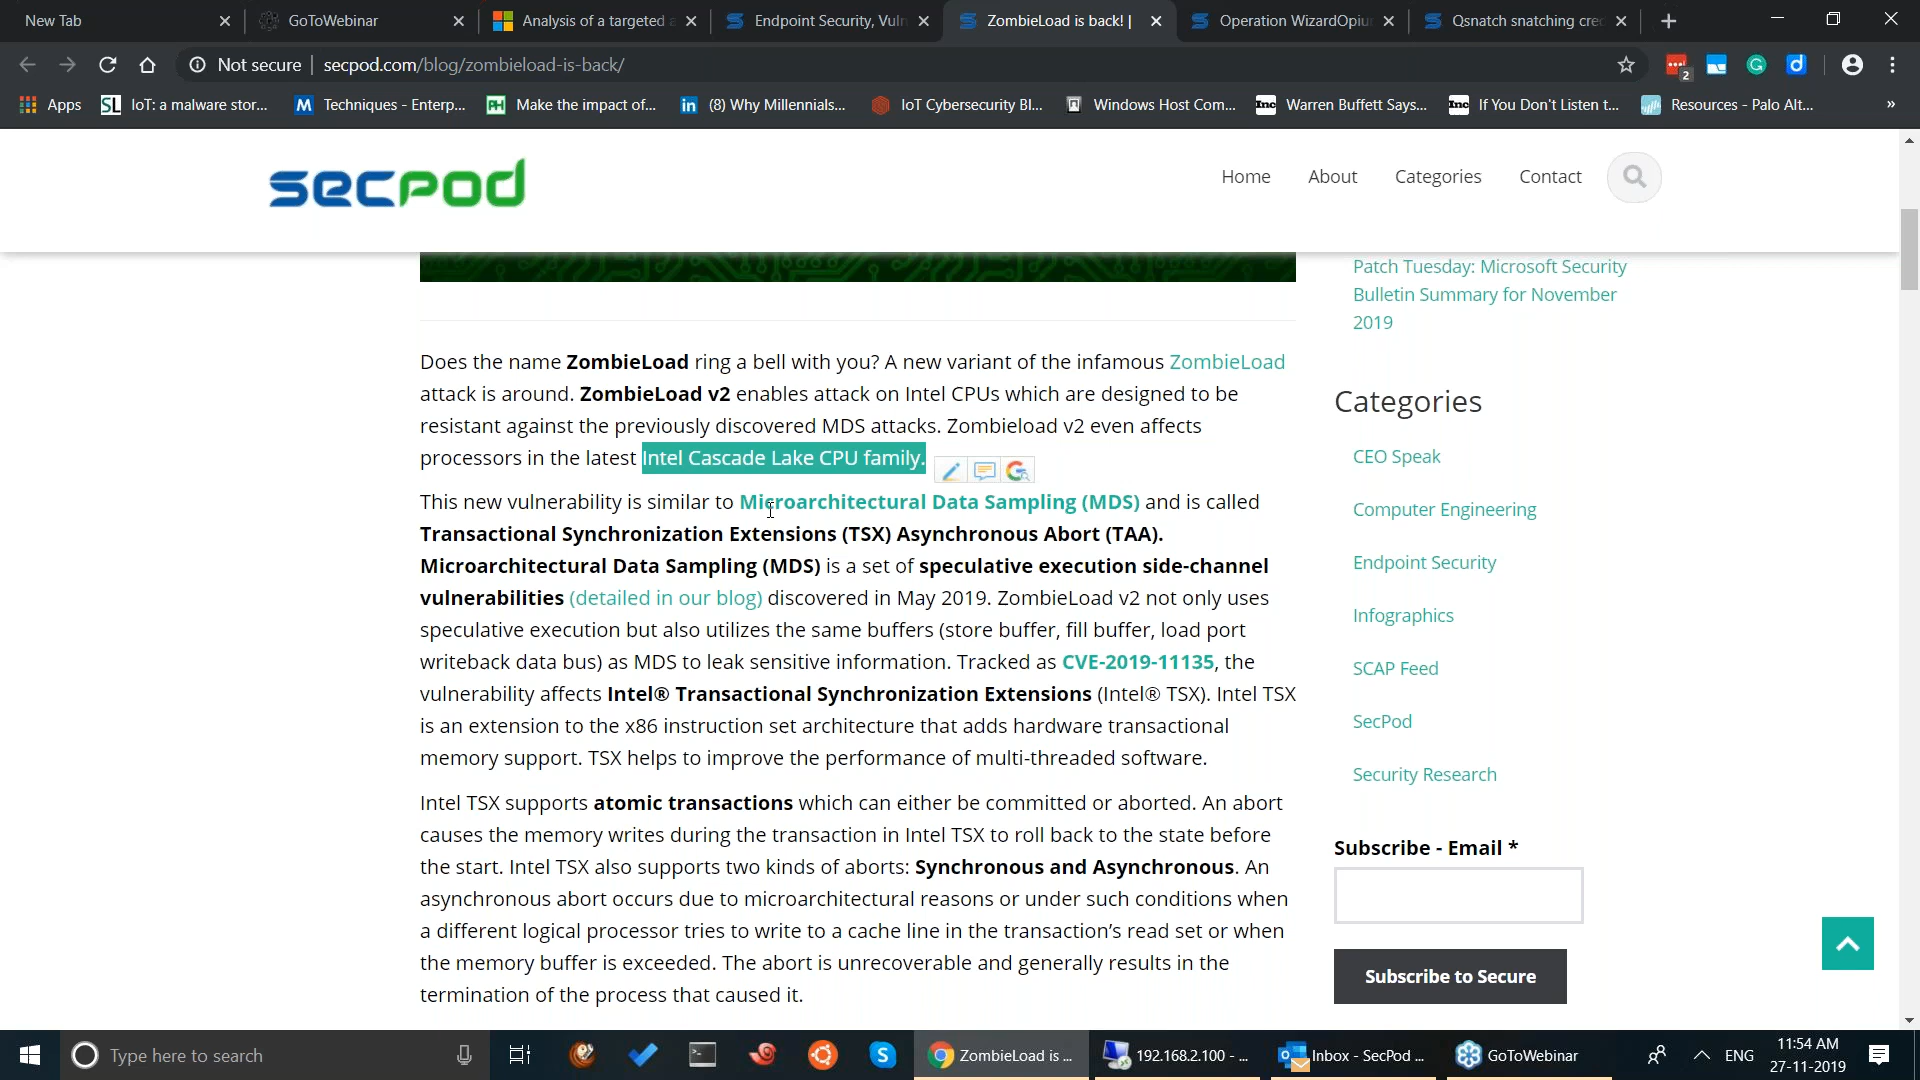 New Tab
GoToWebinar
Analysis of a targeted a
Endpoint Security, Vuln
ZombieLoad is back! |
Operation WizardOpiu
Qsnatch snatching cred
Not secure | secpod.com/blog/zombieload-is-back/
2
Apps
IoT: a malware stor...
Techniques - Enterp...
Make the impact of...
(8) Why Millennials...
IoT Cybersecurity Bl...
Windows Host Com...
Warren Buffett Says...
If You Don't Listen t...
Resources - Palo Alt...
»
secpod
Home
About
Categories
Contact
Does the name ZombieLoad ring a bell with you? A new variant of the infamous ZombieLoad
attack is around. ZombieLoad v2 enables attack on Intel CPUs which are designed to be
resistant against the previously discovered MDS attacks. Zombieload v2 even affects
processors in the latest Intel Cascade Lake CPU family.
This new vulnerability is similar to Microarchitectural Data Sampling (MDS) and is called
Transactional Synchronization Extensions (TSX) Asynchronous Abort (TAA).
Microarchitectural Data Sampling (MDS) is a set of speculative execution side-channel
vulnerabilities (detailed in our blog) discovered in May 2019. ZombieLoad v2 not only uses
speculative execution but also utilizes the same buffers (store buffer, fill buffer, load port
writeback data bus) as MDS to leak sensitive information. Tracked as CVE-2019-11135, the
vulnerability affects Intel® Transactional Synchronization Extensions (Intel® TSX). Intel TSX
is an extension to the x86 instruction set architecture that adds hardware transactional
memory support. TSX helps to improve the performance of multi-threaded software.
Intel TSX supports atomic transactions which can either be committed or aborted. An abort
causes the memory writes during the transaction in Intel TSX to roll back to the state before
the start. Intel TSX also supports two kinds of aborts: Synchronous and Asynchronous. An
asynchronous abort occurs due to microarchitectural reasons or under such conditions when
a different logical processor tries to write to a cache line in the transaction's read set or when
the memory buffer is exceeded. The abort is unrecoverable and generally results in the
termination of the process that caused it.
Patch Tuesday: Microsoft Security
Bulletin Summary for November
2019
Categories
CEO Speak
Computer Engineering
Endpoint Security
Infographics
SCAP Feed
SecPod
Security Research
Subscribe - Email *
Subscribe to Secure
Type here to search
ZombieLoad is ...
192.168.2.100 - ...
Inbox - SecPod ...
GoToWebinar
ENG
11:54 AM
27-11-2019